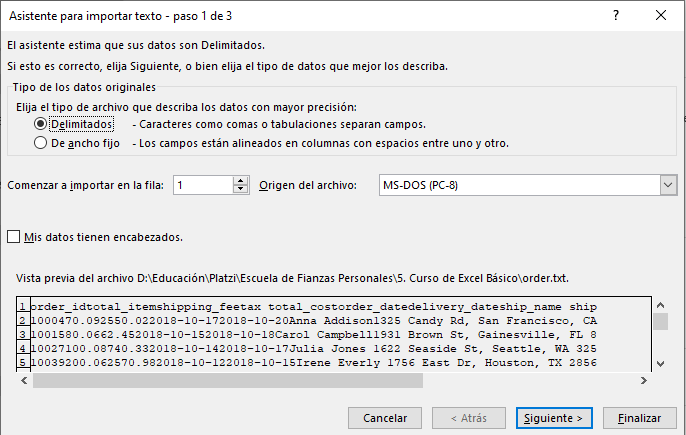 Asistente para importar texto - paso 1 de 3
El asistente estima que sus datos son Delimitados.
Si esto es correcto, elija Siguiente, o bien elija el tipo de datos que mejor los describa.
Tipo de los datos originales
Elija el tipo de archivo que describa los datos con mayor precisión:
Delimitados - Caracteres como comas o tabulaciones separan campos.
De ancho fijo - Los campos están alineados en columnas con espacios entre uno y otro.
Comenzar a importar en la fila: 1 Origen del archivo: MS-DOS (PC-8)
Mis datos tienen encabezados.
Vista previa del archivo D:\Educación\Platzi\Escuela de Fianzas Personales\5. Curso de Excel Básico\order.txt.
1 order_idtotal_itemshipping_feetax total_costorder_datedelivery_dateship_name ship
2 1000470.092550.022018-10-172018-10-20Anna Addison1325 Candy Rd, San Francisco, CA
3 1001580.0662.452018-10-152018-10-18Carol Campbell1931 Brown St, Gainesville, FL 8
4 10027100.08740.332018-10-142018-10-17Julia Jones 1622 Seaside St, Seattle, WA 325
5 10039200.062570.982018-10-122018-10-15Irene Everly 1756 East Dr, Houston, TX 2856
Cancelar < Atrás Siguiente > Finalizar